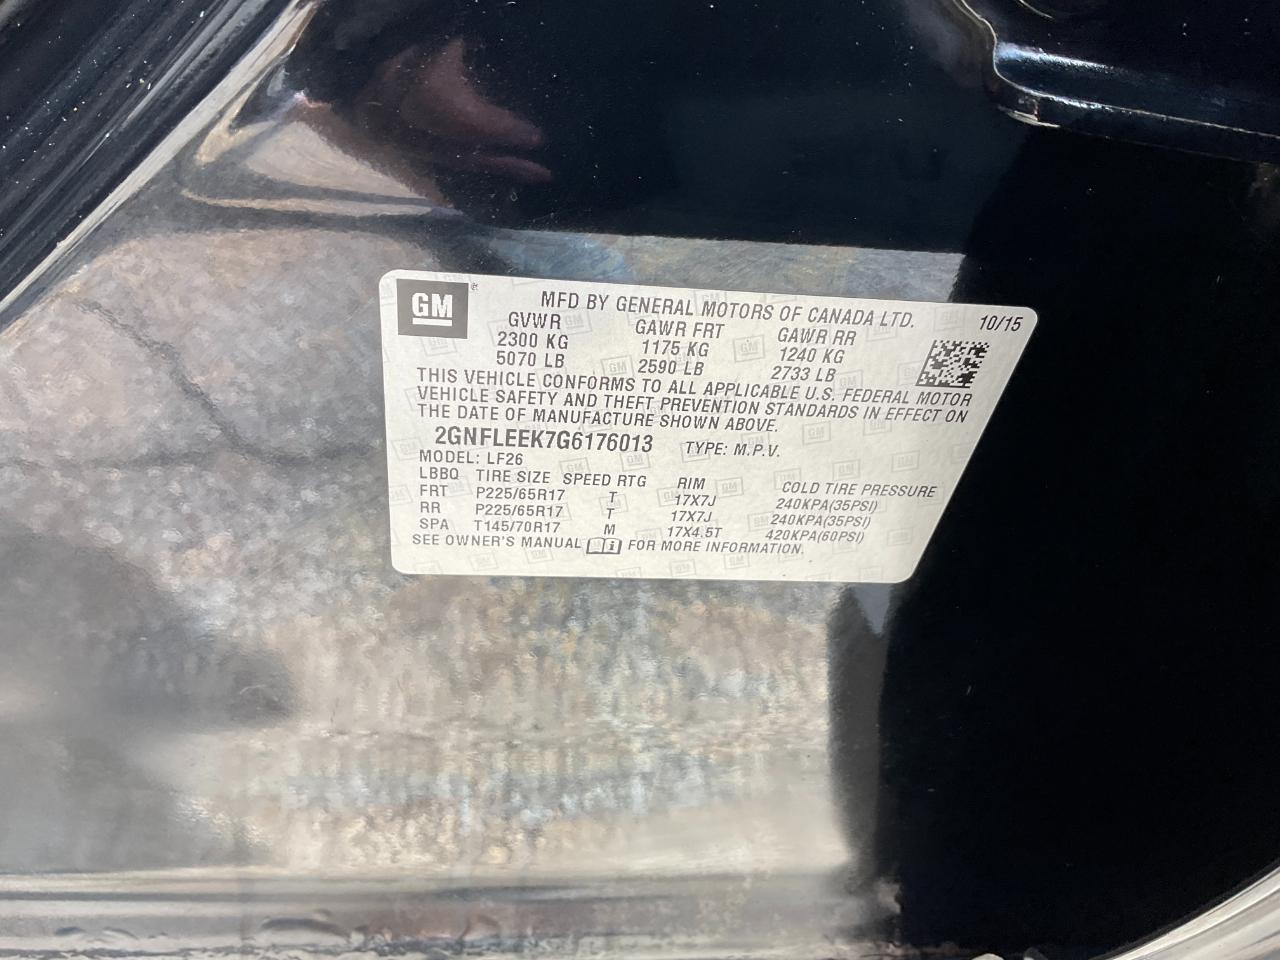 GM
MFD BY GENERAL MOTORS OF CANADA LTD. 10/15
GVWR GAWR FRT GAWR RR
2300 KG 1175 KG 1240 KG
5070 LB 2590 LB 2733 LB
THIS VEHICLE CONFORMS TO ALL APPLICABLE U.S. FEDERAL MOTOR
VEHICLE SAFETY AND THEFT PREVENTION STANDARDS IN EFFECT ON
THE DATE OF MANUFACTURE SHOWN ABOVE.
2GNFLEEK7G6176013 TYPE: M.P.V.
MODEL: LF26
LBBQ TIRE SIZE SPEED RTG RIM COLD TIRE PRESSURE
FRT P225/65R17 T 17X7J 240KPA(35PSI)
RR P225/65R17 T 17X7J 240KPA(35PSI)
SPA T145/70R17 M 17X4.5T 420KPA(60PSI)
SEE OWNER'S MANUAL i FOR MORE INFORMATION.